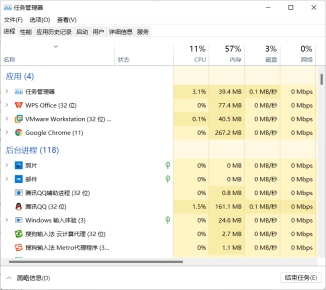 任务管理器
文件(F) 选项(O) 查看(V)
进程 性能 应用历史记录 启动 用户 详细信息 服务
11% 57% 3% 0%
名称 状态 CPU 内存 磁盘 网络
应用 (4)
任务管理器 3.1% 39.4 MB 0.1 MB/秒 0 Mbps
WPS Office (32 位) 0% 77.4 MB 0 MB/秒 0 Mbps
VMware Workstation (32 位) ... 0.1% 40.5 MB 0 MB/秒 0 Mbps
Google Chrome (11) 0% 267.2 MB 0 MB/秒 0 Mbps
后台进程 (118)
照片 0% 0 MB 0 MB/秒 0 Mbps
邮件 0% 0 MB 0 MB/秒 0 Mbps
腾讯QQ辅助进程 (32 位) 0% 0.8 MB 0 MB/秒 0 Mbps
腾讯QQ (32 位) 1.5% 161.1 MB 0.1 MB/秒 0 Mbps
Windows 输入体验 (3) 0% 24.6 MB 0 MB/秒 0 Mbps
搜狗输入法 云计算代理 (32 位) 0% 2.7 MB 0 MB/秒 0 Mbps
搜狗输入法 Metro代理程序 (3... 0% 1.1 MB 0 MB/秒 0 Mbps
简略信息(D) 结束任务(E)